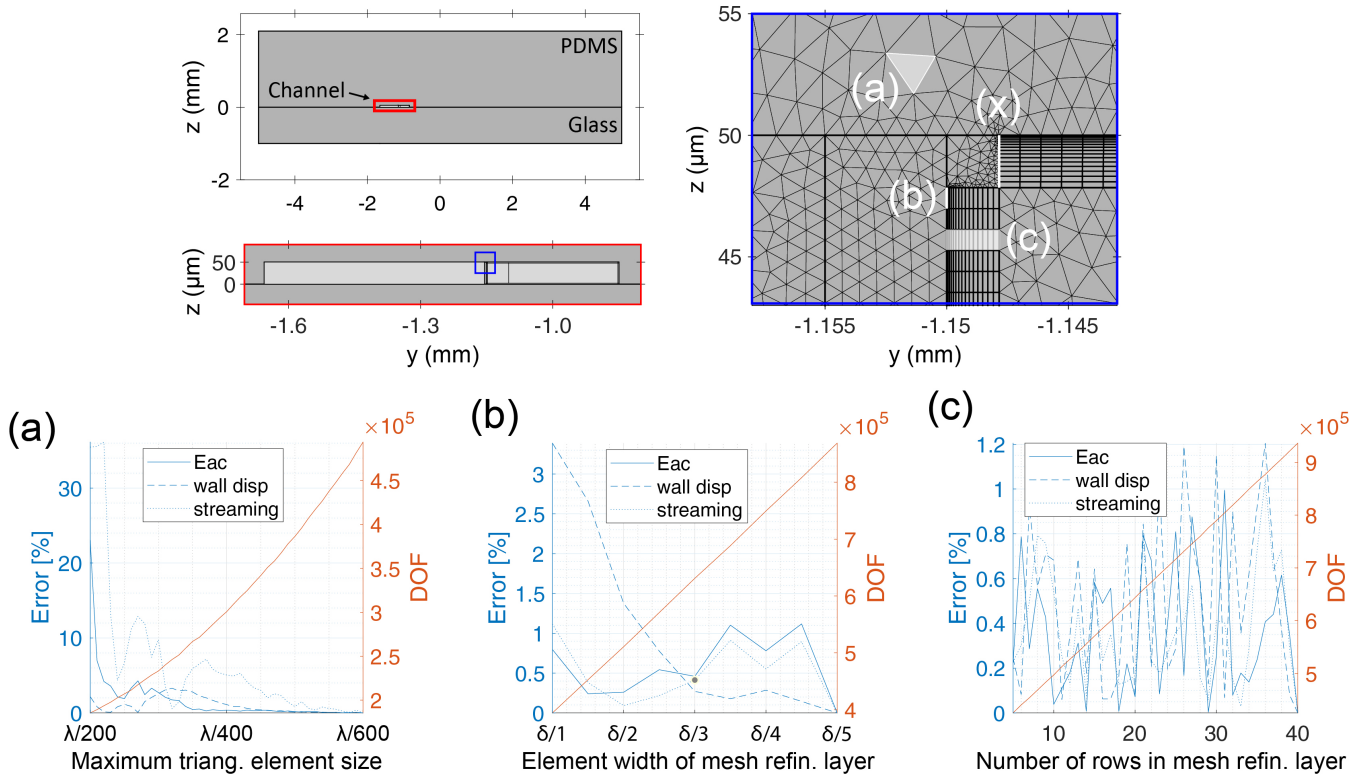 2
0
-2
z (mm)
PDMS
Channel
Glass
-4
-2
0
2
4
50
0
z (µm)
-1.6
-1.3
-1.0
y (mm)
55
50
45
z (µm)
(a)
(x)
(b)
(c)
-1.155
-1.15
-1.145
y (mm)
(a)
×10⁵
Eac
wall disp
streaming
30
20
10
0
Error [%]
4.5
4
3.5
3
2.5
2
DOF
λ/200
λ/400
λ/600
Maximum triang. element size
(b)
×10⁵
Eac
wall disp
streaming
3
2.5
2
1.5
1
0.5
0
Error [%]
8
7
6
5
4
DOF
δ/1
δ/2
δ/3
δ/4
δ/5
Element width of mesh refin. layer
(c)
×10⁵
Eac
wall disp
streaming
1.2
1
0.8
0.6
0.4
0.2
0
Error [%]
9
8
7
6
5
DOF
10
20
30
40
Number of rows in mesh refin. layer